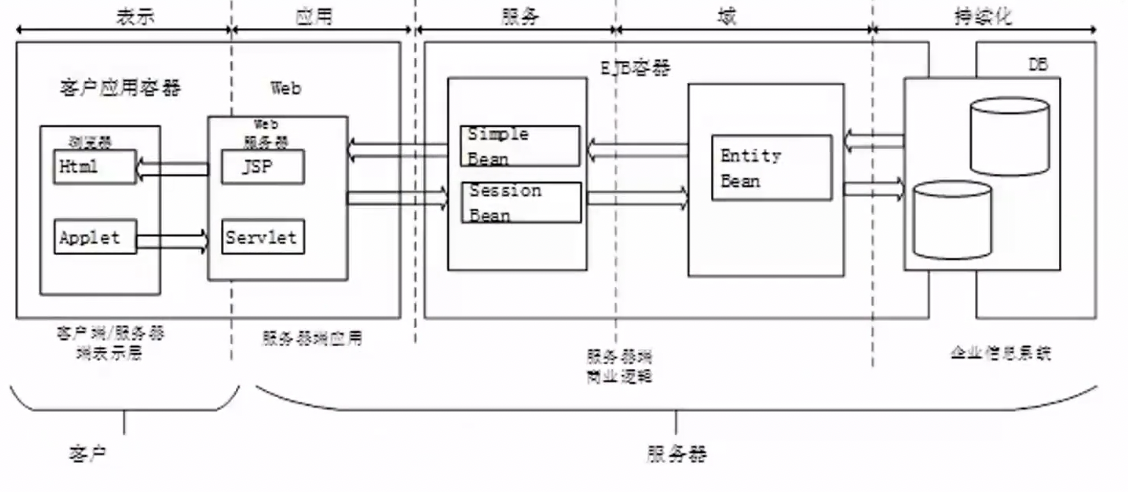 表示
应用
服务
域
持续化
客户应用容器
Web
EJB容器
DB
浏览器
Html
Applet
Web
服务器
JSP
Servlet
Simple
Bean
Session
Bean
Entity
Bean
客户端/服务器
端表示层
服务器端应用
服务器端
商业逻辑
企业信息系统
客户
服务器